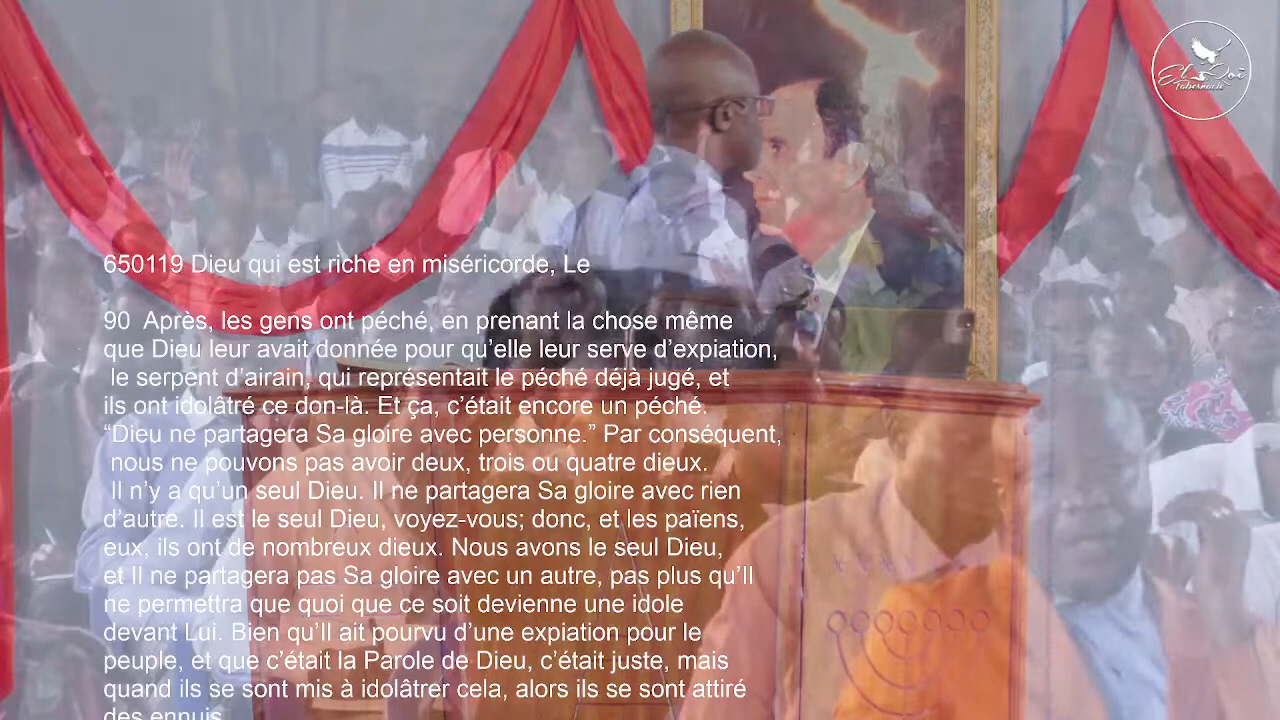 El-Roï
Tabernacle
650119 Dieu qui est riche en miséricorde, Le
90 Après, les gens ont péché, en prenant la chose même
que Dieu leur avait donnée pour qu’elle leur serve d’expiation,
le serpent d’airain, qui représentait le péché déjà jugé, et
ils ont idolâtré ce don-là. Et ça, c’était encore un péché.
“Dieu ne partagera Sa gloire avec personne.” Par conséquent,
nous ne pouvons pas avoir deux, trois ou quatre dieux.
Il n’y a qu’un seul Dieu. Il ne partagera Sa gloire avec rien
d’autre. Il est le seul Dieu, voyez-vous; donc, et les païens,
eux, ils ont de nombreux dieux. Nous avons le seul Dieu,
et Il ne partagera pas Sa gloire avec un autre, pas plus qu’Il
ne permettra que quoi que ce soit devienne une idole
devant Lui. Bien qu’Il ait pourvu d’une expiation pour le
peuple, et que c’était la Parole de Dieu, c’était juste, mais
quand ils se sont mis à idolâtrer cela, alors ils se sont attiré
des ennuis